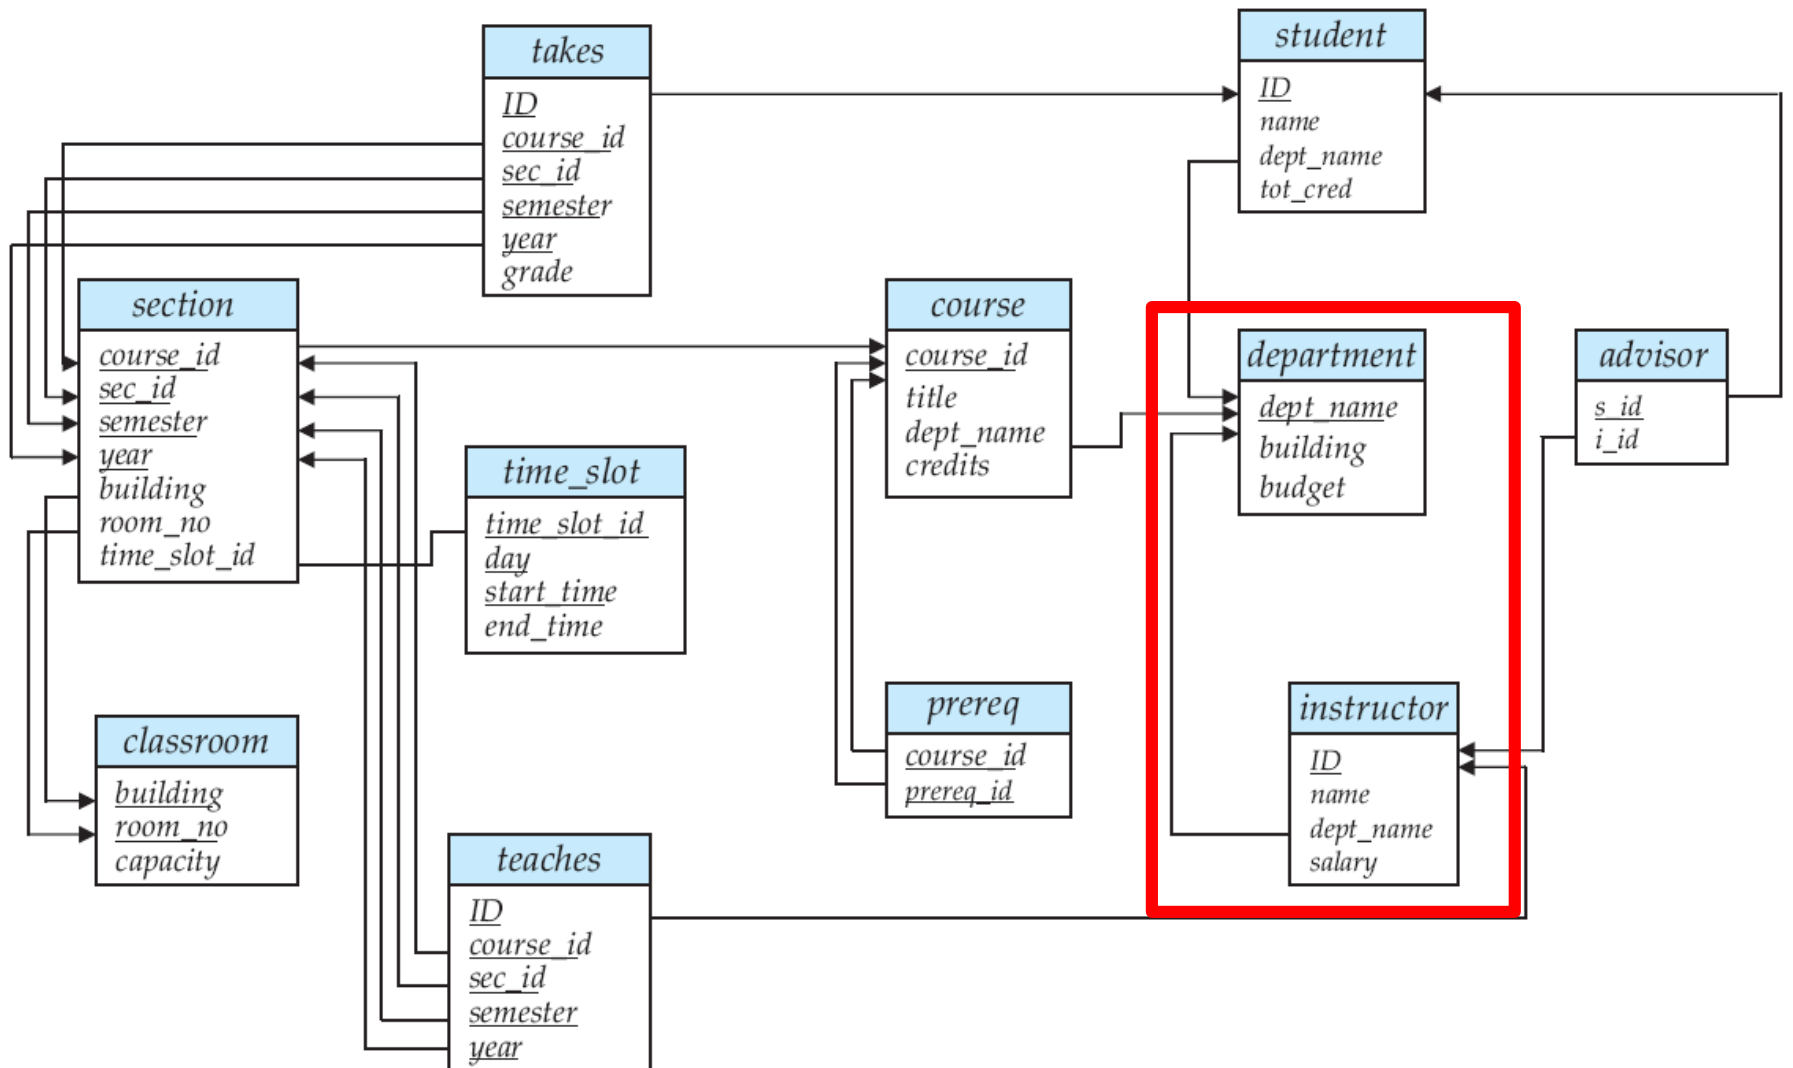 takes
ID
course_id
sec_id
semester
year
grade
student
ID
name
dept_name
tot_cred
section
course_id
sec_id
semester
year
building
room_no
time_slot_id
course
course_id
title
dept_name
credits
department
dept_name
building
budget
advisor
s_id
i_id
time_slot
time_slot_id
day
start_time
end_time
prereq
course_id
prereq_id
instructor
ID
name
dept_name
salary
classroom
building
room_no
capacity
teaches
ID
course_id
sec_id
semester
year